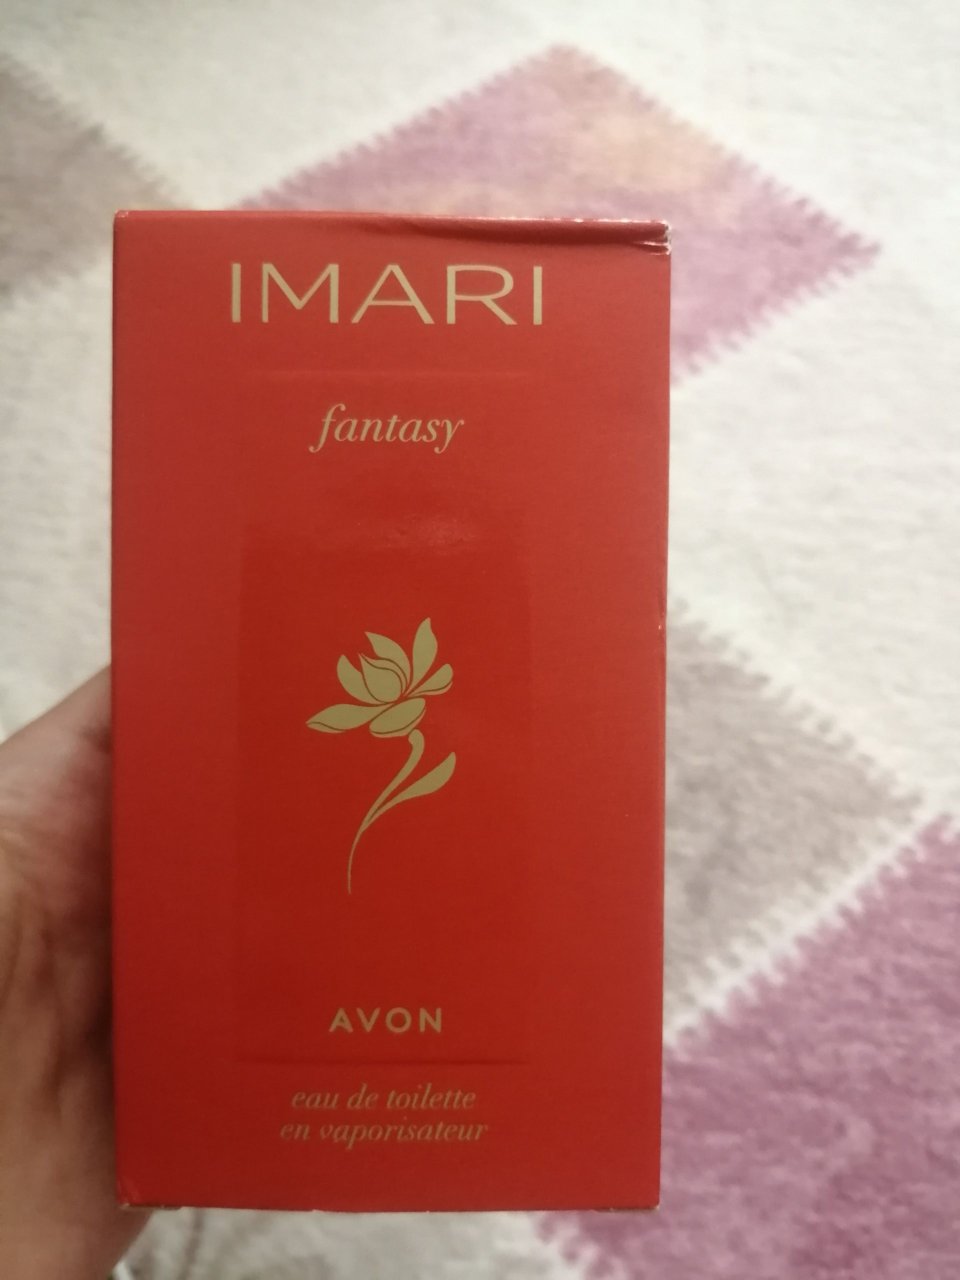 IMARI
fantasy
AVON
eau de toilette
en vaporisateur